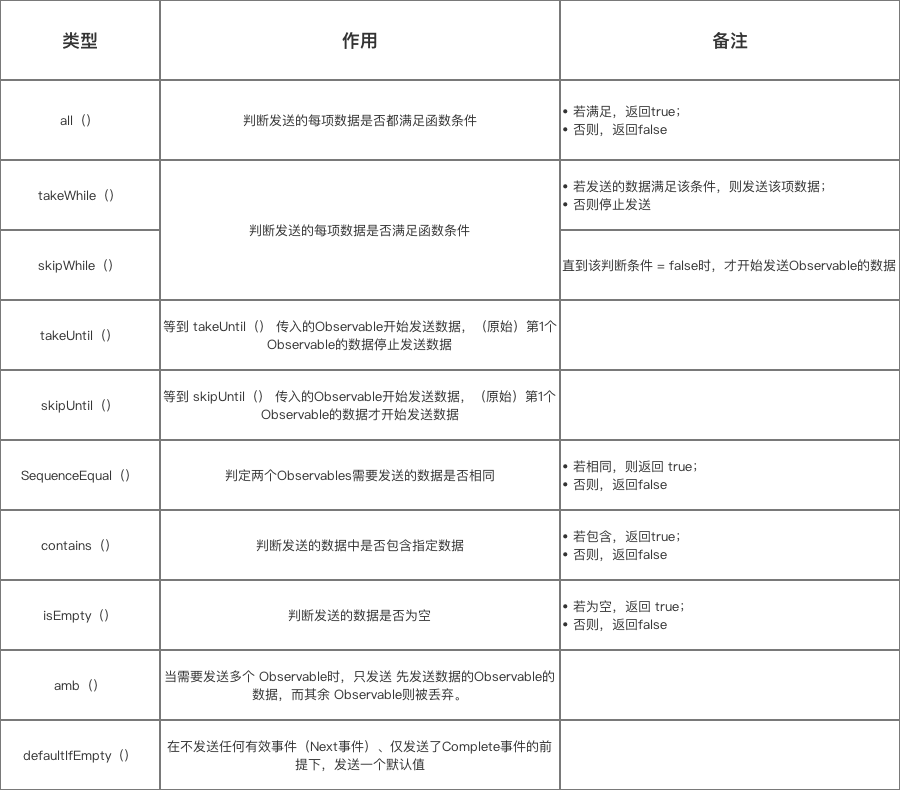 类型
作用
备注
all（）
判断发送的每项数据是否都满足函数条件
• 若满足，返回true；
• 否则，返回false
takeWhile（）
判断发送的每项数据是否满足函数条件
• 若发送的数据满足该条件，则发送该项数据；
• 否则停止发送
skipWhile（）
直到该判断条件 = false时，才开始发送Observable的数据
takeUntil（）
等到 takeUntil（） 传入的Observable开始发送数据，（原始）第1个
Observable的数据停止发送数据
skipUntil（）
等到 skipUntil（） 传入的Observable开始发送数据，（原始）第1个
Observable的数据才开始发送数据
SequenceEqual（）
判定两个Observables需要发送的数据是否相同
• 若相同，则返回 true；
• 否则，返回false
contains（）
判断发送的数据中是否包含指定数据
• 若包含，返回true；
• 否则，返回false
isEmpty（）
判断发送的数据是否为空
• 若为空，返回 true；
• 否则，返回false
amb（）
当需要发送多个 Observable时，只发送 先发送数据的Observable的
数据，而其余 Observable则被丢弃。
defaultIfEmpty（）
在不发送任何有效事件（Next事件）、仅发送了Complete事件的前
提下，发送一个默认值